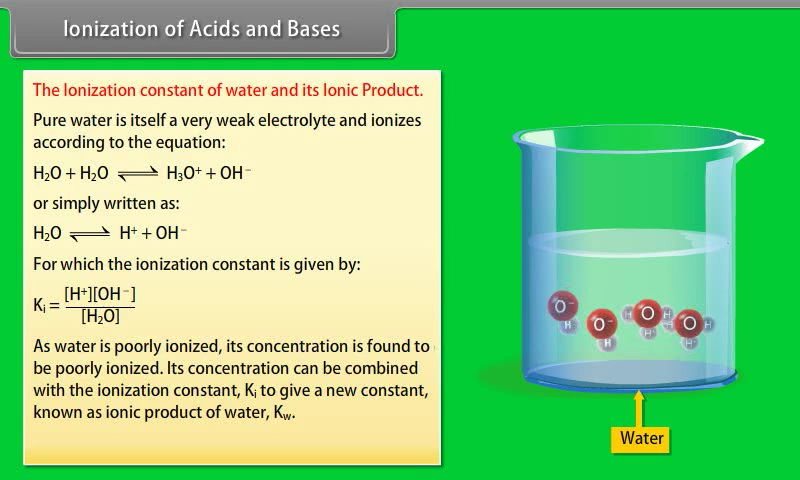 Ionization of Acids and Bases
The Ionization constant of water and its Ionic Product.
Pure water is itself a very weak electrolyte and ionizes
according to the equation:
H₂O + H₂O ⇌ H₃O⁺ + OH⁻
or simply written as:
H₂O ⇌ H⁺ + OH⁻
For which the ionization constant is given by:
Kᵢ = [H⁺][OH⁻] / [H₂O]
As water is poorly ionized, its concentration is found to
be poorly ionized. Its concentration can be combined
with the ionization constant, Kᵢ to give a new constant,
known as ionic product of water, K_w.
O⁻ H
O⁻ H
H O H H⁺
H O H H⁺
Water